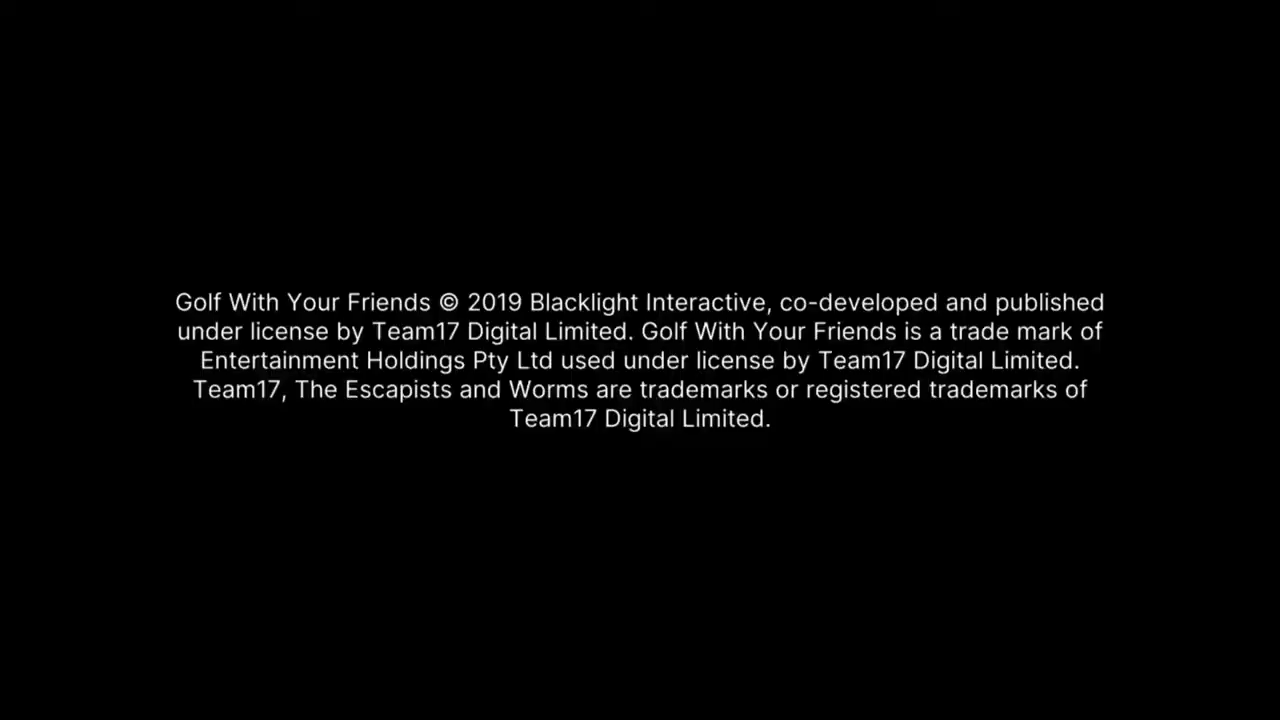 Golf With Your Friends © 2019 Blacklight Interactive, co-developed and published
under license by Team17 Digital Limited. Golf With Your Friends is a trade mark of
Entertainment Holdings Pty Ltd used under license by Team17 Digital Limited.
Team17, The Escapists and Worms are trademarks or registered trademarks of
Team17 Digital Limited.